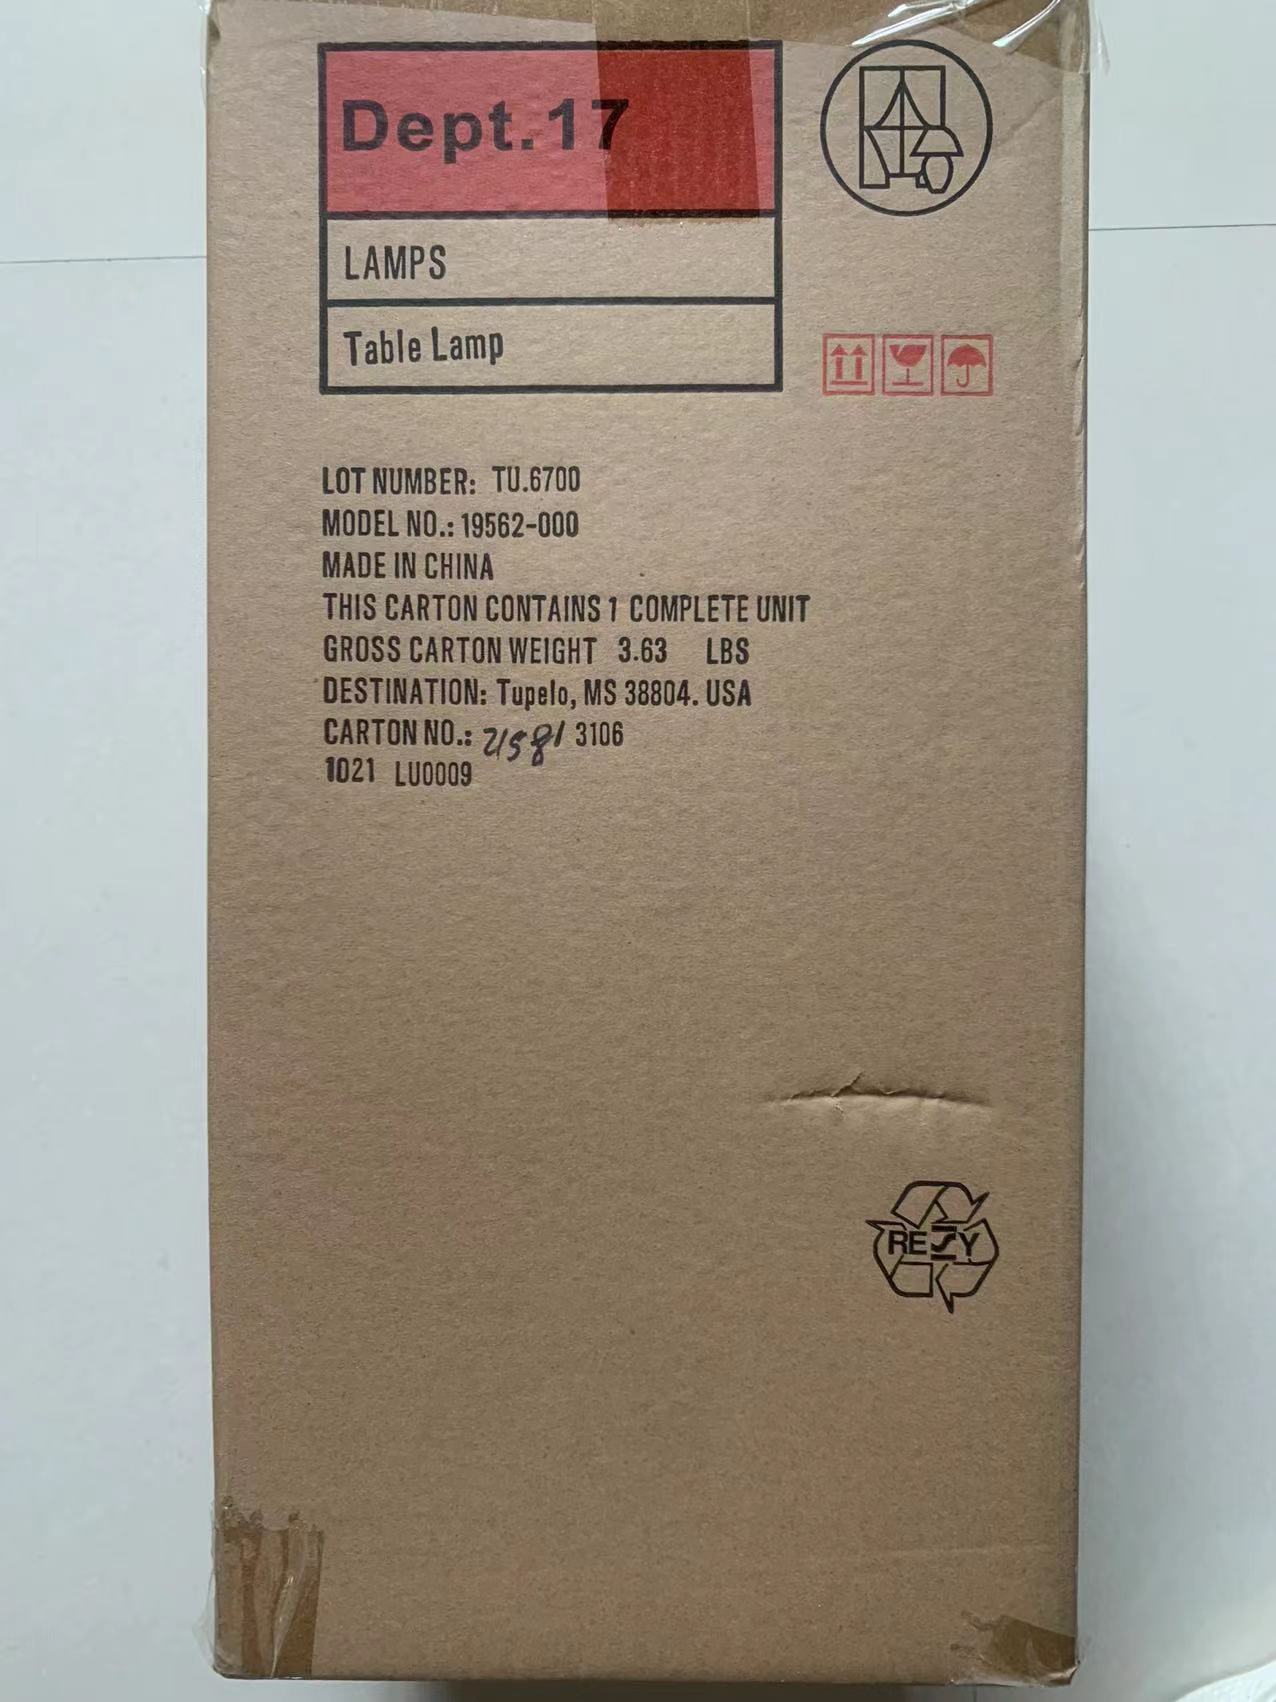 Dept.17
LAMPS
Table Lamp
LOT NUMBER: TU.6700
MODEL NO.: 19562-000
MADE IN CHINA
THIS CARTON CONTAINS 1 COMPLETE UNIT
GROSS CARTON WEIGHT 3.63 LBS
DESTINATION: Tupelo, MS 38804. USA
CARTON NO.: 21581 3106
1021 LU0009
RESY